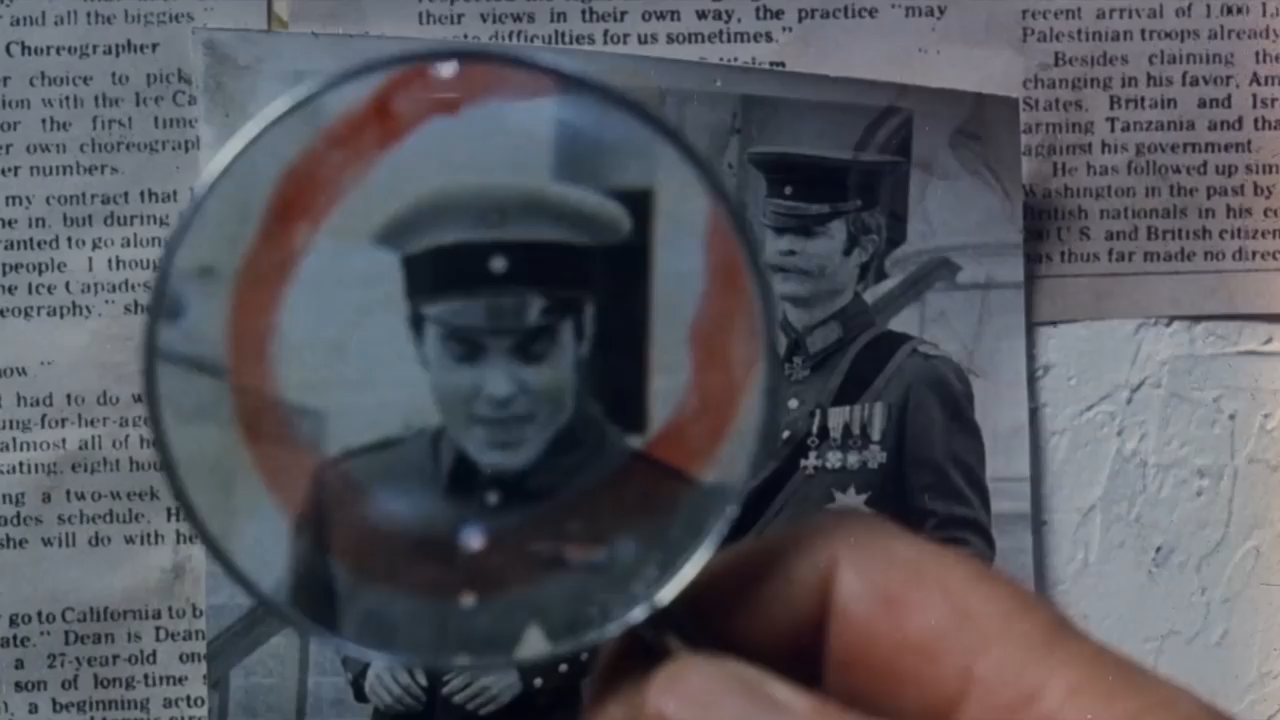 and all the biggies."
Choreographer
choice to pick
tion with the Ice Ca
or the first time
er own choreograp
er numbers.
my contract that
me in, but during
wanted to go alon
people. I thou
he Ice Capades
eography," sh
now."
had to do
ung-for-her-age
almost all of
kating, eight hou
ng a two-week
ades schedule.
she will do with he
go to California to b
ate." Dean is Dean
a 27-year-old on
son of long-time
a beginning acto
their views in their own way, the practice "may
difficulties for us sometimes."
recent arrival of 1,000 Li
Palestinian troops already
Besides claiming the
changing in his favor, Am
States, Britain and Isr
arming Tanzania and tha
against his government.
He has followed up sim
Washington in the past by
British nationals in his co
U.S. and British citizen
has thus far made no direc